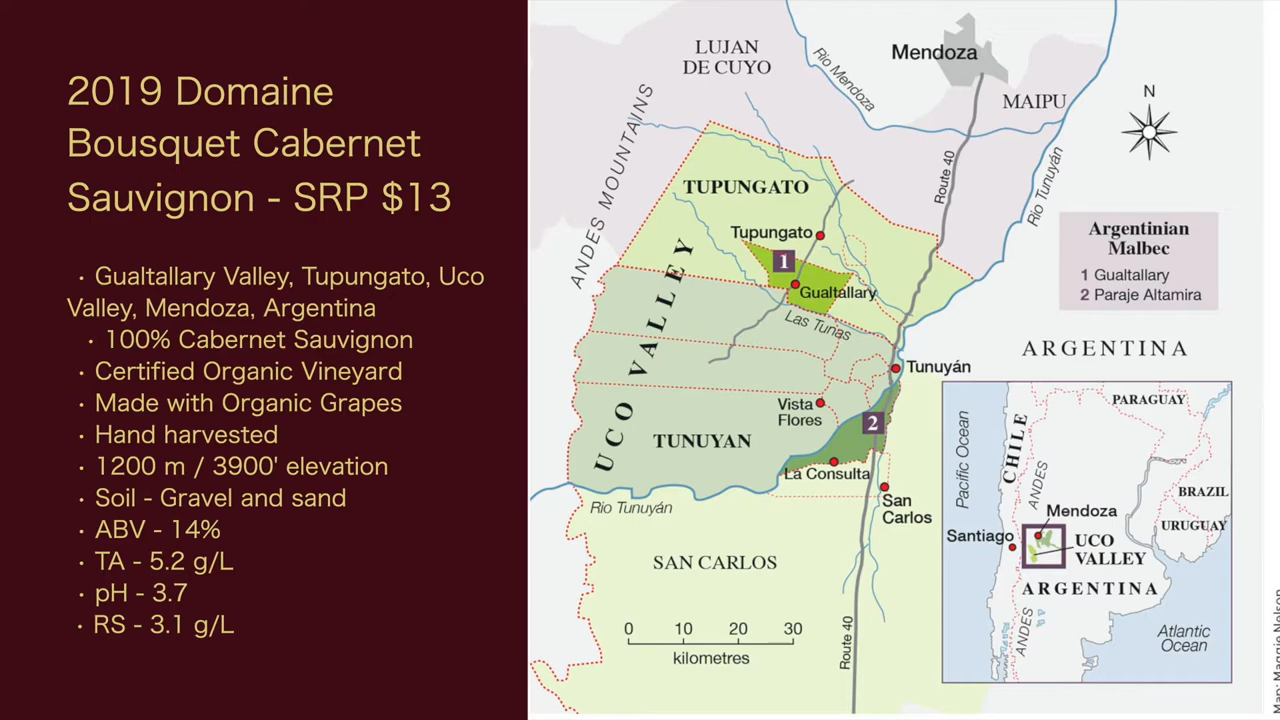 2019 Domaine
Bousquet Cabernet
Sauvignon - SRP $13
· Gualtallary Valley, Tupungato, Uco
Valley, Mendoza, Argentina
· 100% Cabernet Sauvignon
· Certified Organic Vineyard
· Made with Organic Grapes
· Hand harvested
· 1200 m / 3900' elevation
· Soil - Gravel and sand
· ABV - 14%
· TA - 5.2 g/L
· pH - 3.7
· RS - 3.1 g/L
LUJAN
DE CUYO
Rio Mendoza
Mendoza
MAIPU
N
ANDES MOUNTAINS
Route 40
Rio Tunuyán
TUPUNGATO
Tupungato
1
Gualtallary
Las Tunas
UCO VALLEY
Argentinian
Malbec
1 Gualtallary
2 Paraje Altamira
ARGENTINA
Tunuyán
Vista
Flores
2
TUNUYAN
La Consulta
San
Carlos
Rio Tunuyán
SAN CARLOS
0 10 20 30
kilometres
Route 40
PARAGUAY
Pacific Ocean
CHILE
ANDES
BRAZIL
URUGUAY
Mendoza
Santiago
UCO
VALLEY
ARGENTINA
ANDES
Atlantic
Ocean
Map: Maggie Nelson